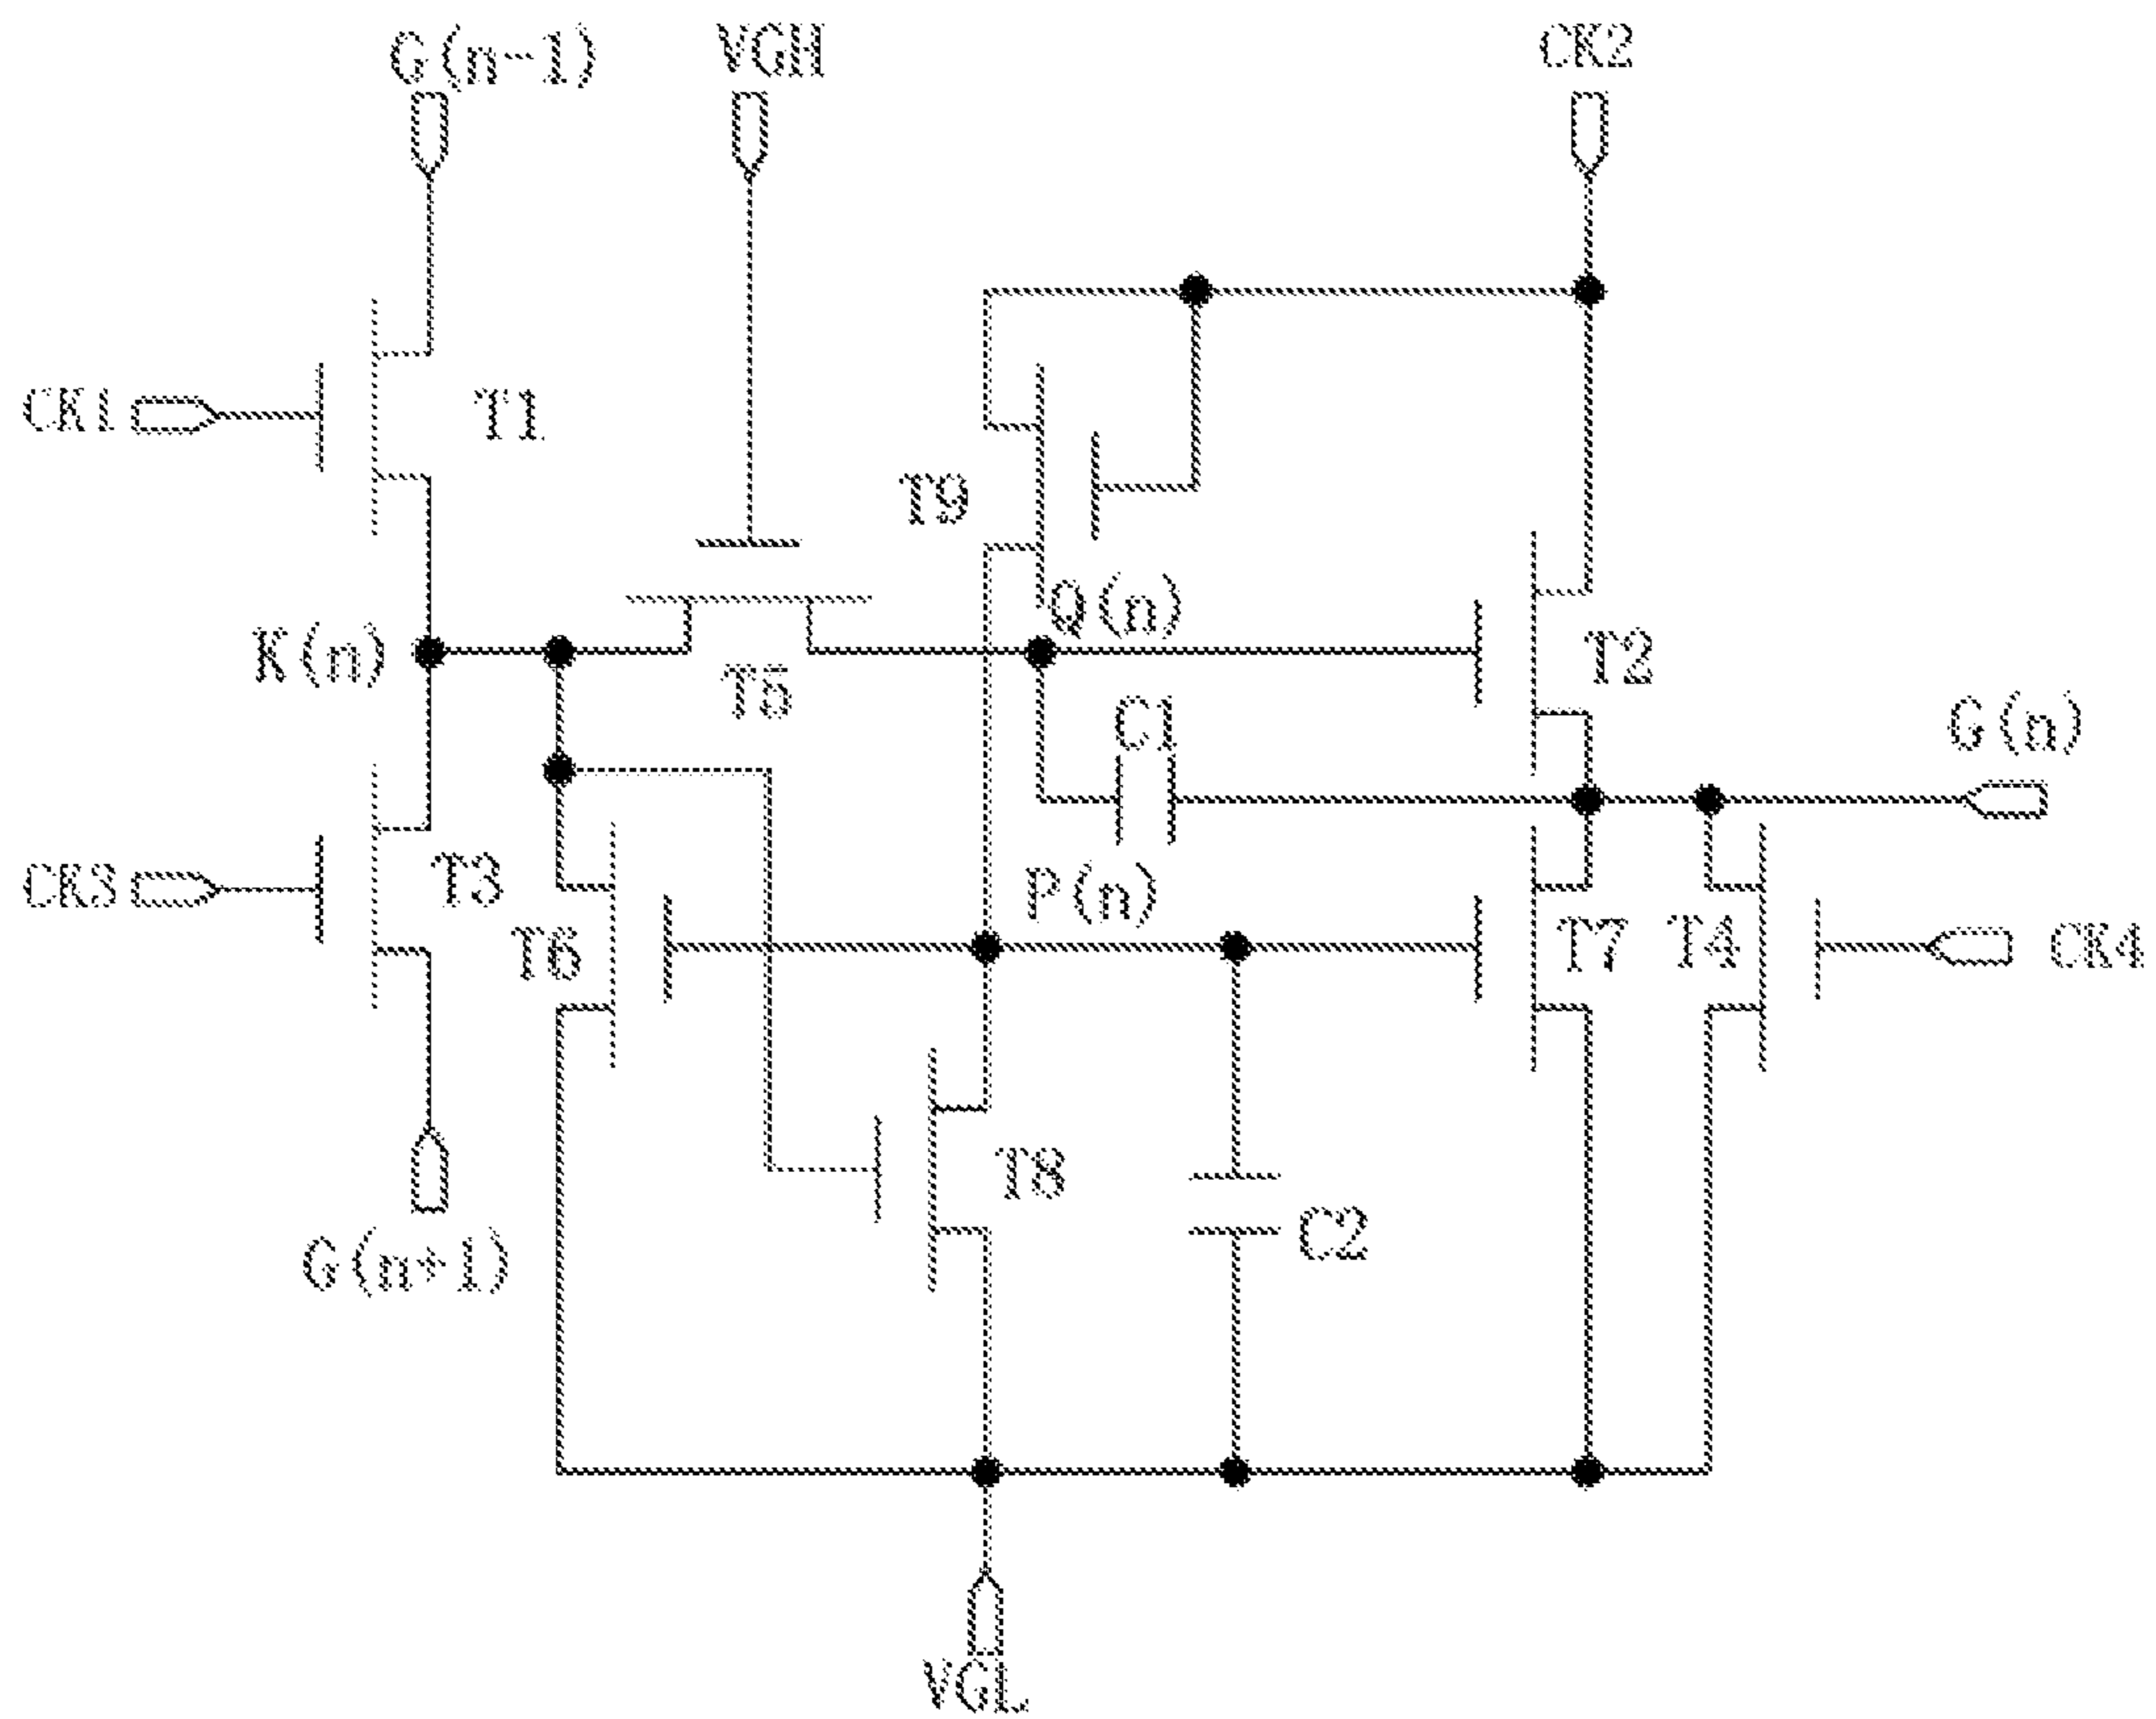 G(n-1)
VGH
CK2
CK1
T1
T9
Q(n)
K(n)
T5
T2
C1
G(n)
CK3
T3
P(n)
T6
T7
T4
CK4
T8
C2
G(n+1)
VGL